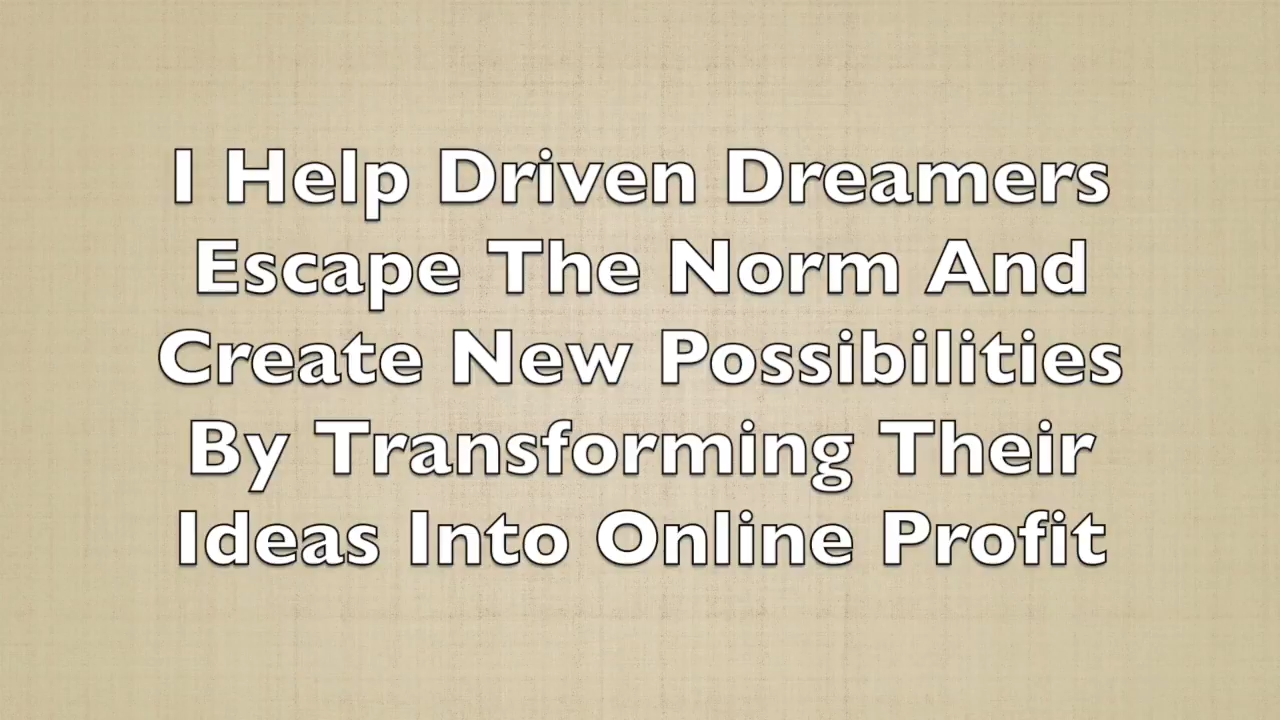 I Help Driven Dreamers
Escape The Norm And
Create New Possibilities
By Transforming Their
Ideas Into Online Profit